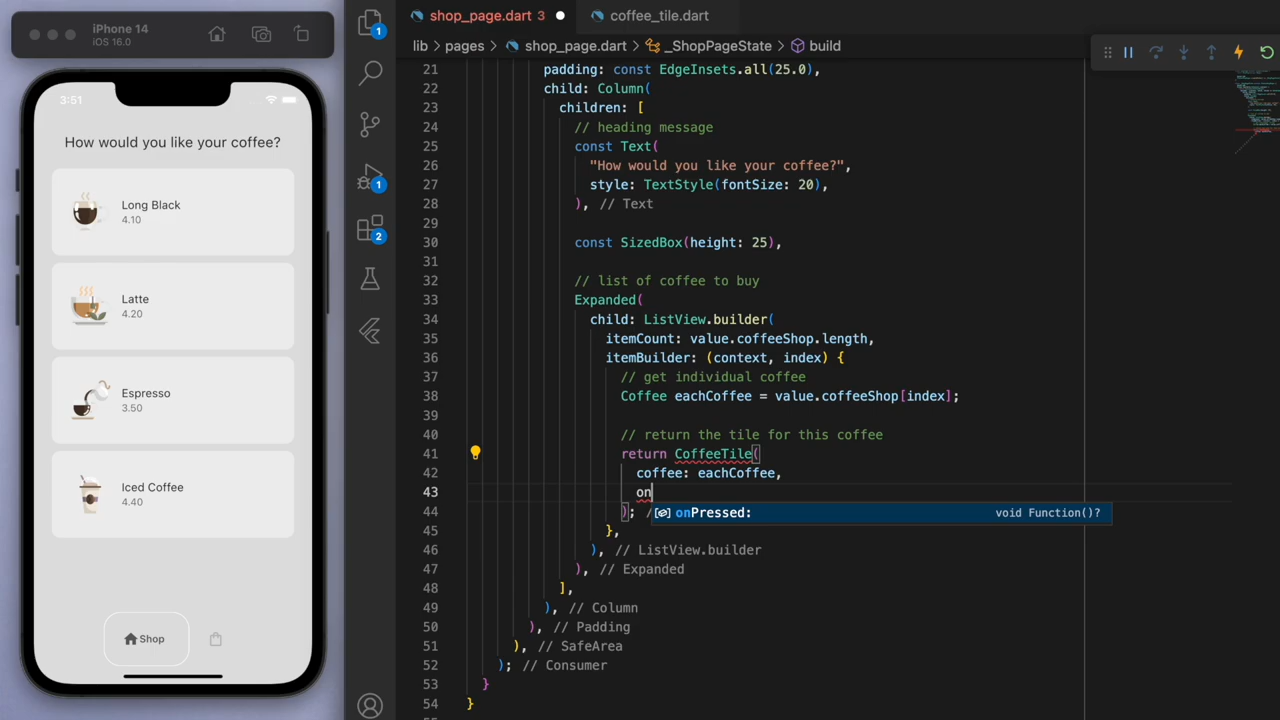 iPhone 14
iOS 16.0
3:51
How would you like your coffee?
Long Black
4.10
Latte
4.20
Espresso
3.50
Iced Coffee
4.40
Shop
1
1
2
shop_page.dart 3
coffee_tile.dart
lib > pages > shop_page.dart > _ShopPageState > build
21 padding: const EdgeInsets.all(25.0),
22 child: Column(
23 children: [
24 // heading message
25 const Text(
26 "How would you like your coffee?",
27 style: TextStyle(fontSize: 20),
28 ), // Text
29
30 const SizedBox(height: 25),
31
32 // list of coffee to buy
33 Expanded(
34 child: ListView.builder(
35 itemCount: value.coffeeShop.length,
36 itemBuilder: (context, index) {
37 // get individual coffee
38 Coffee eachCoffee = value.coffeeShop[index];
39
40 // return the tile for this coffee
41 return CoffeeTile(
42 coffee: eachCoffee,
43 on
onPressed: void Function()?
44 ); /
45 },
46 ), // ListView.builder
47 ), // Expanded
48 ],
49 ), // Column
50 ), // Padding
51 ), // SafeArea
52 ); // Consumer
53 }
54 }